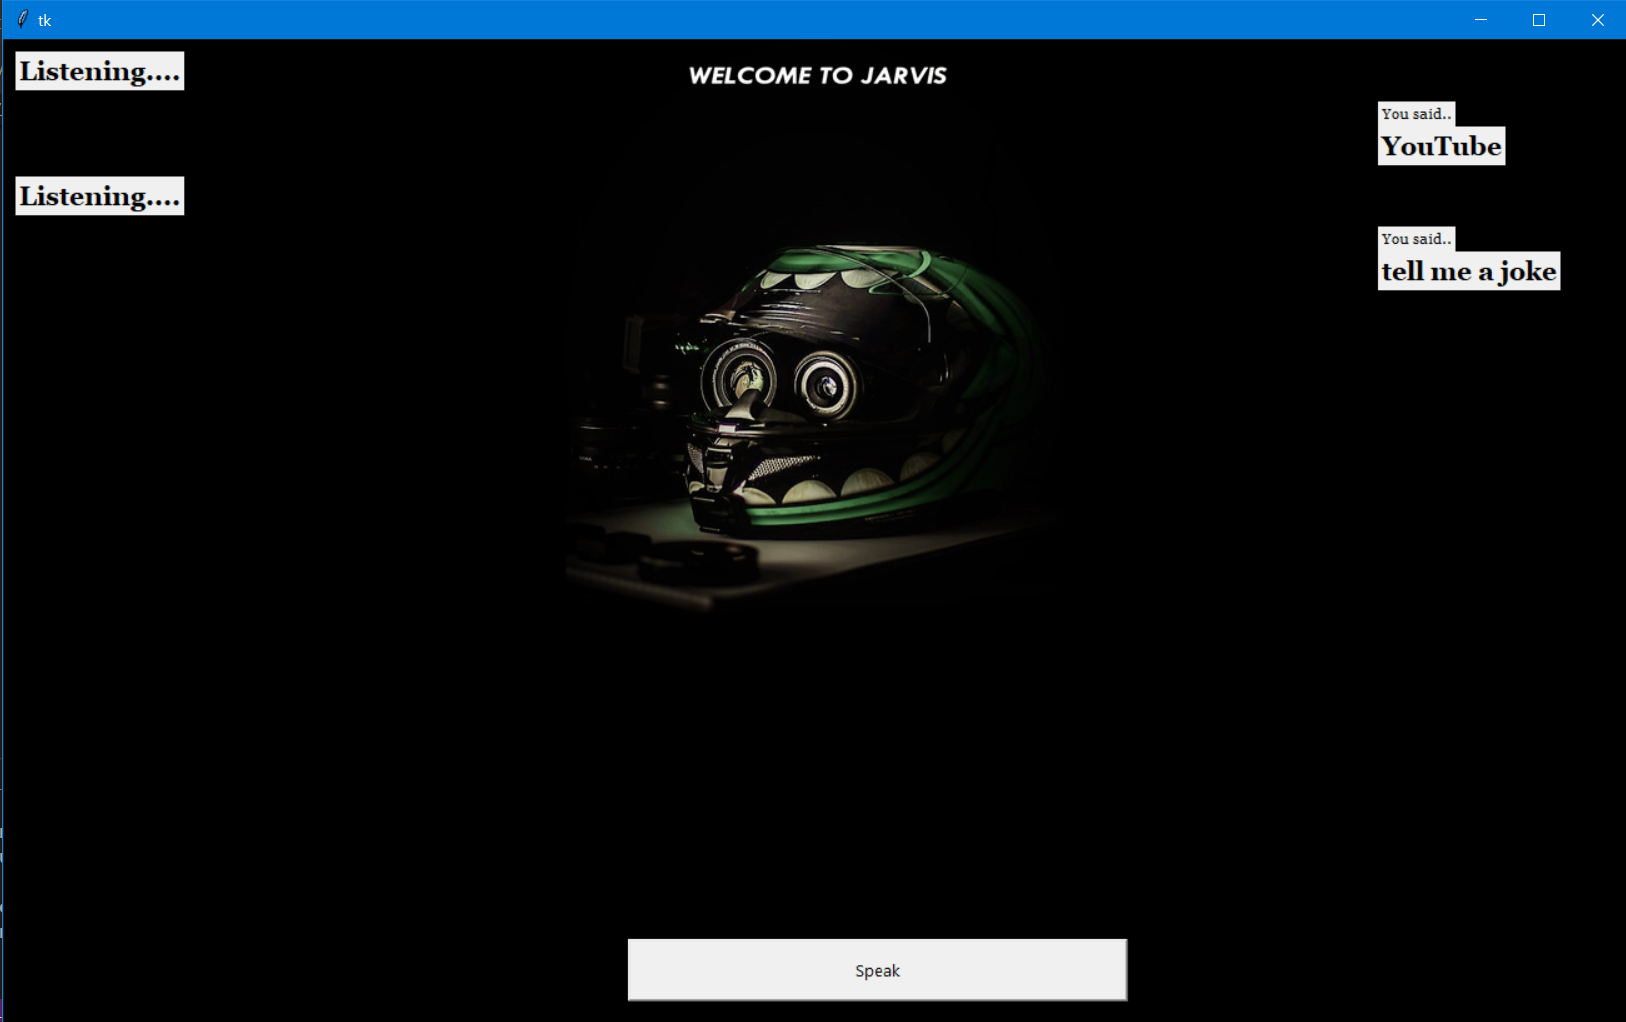 tk
Listening....
WELCOME TO JARVIS
You said..
YouTube
Listening....
You said..
tell me a joke
Speak